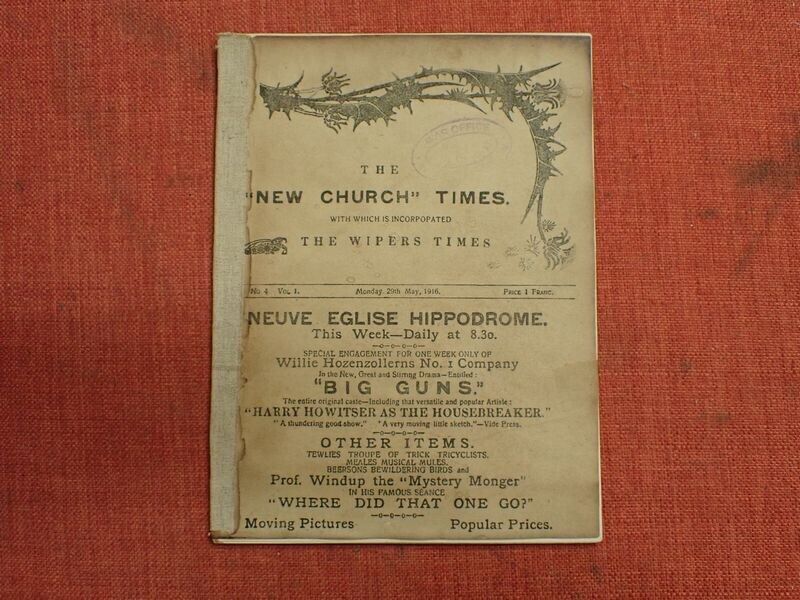 WAR OFFICE
THE
"NEW CHURCH" TIMES.
WITH WHICH IS INCORPOPATED
THE WIPERS TIMES
No 4 Vol 1. Monday 29th May, 1916. Price 1 Franc.
NEUVE EGLISE HIPPODROME.
This Week—Daily at 8.30.
SPECIAL ENGAGEMENT FOR ONE WEEK ONLY OF
Willie Hozenzollerns No. 1 Company
In the New, Great and Stirring Drama—Entitled:
"BIG GUNS."
The entire original caste—Including that versatile and popular Artiste:
"HARRY HOWITSER AS THE HOUSEBREAKER."
"A thundering good show." "A very moving little sketch."—Vide Press.
OTHER ITEMS.
TEWLIES TROUPE OF TRICK TRICYCLISTS.
MEALES MUSICAL MULES.
BEERSONS BEWILDERING BIRDS and
Prof. Windup the "Mystery Monger"
IN HIS FAMOUS SEANCE
"WHERE DID THAT ONE GO?"
Moving Pictures Popular Prices.